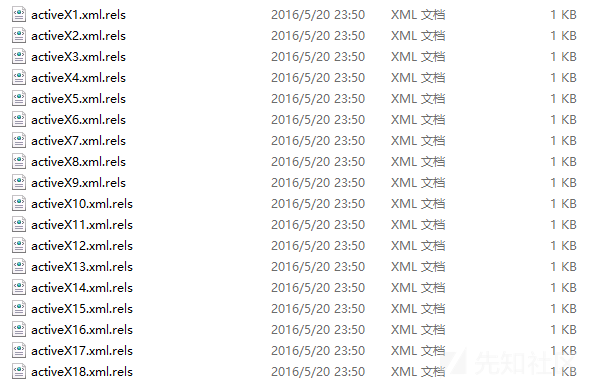 activeX1.xml.rels 2016/5/20 23:50 XML 文档 1 KB
activeX2.xml.rels 2016/5/20 23:50 XML 文档 1 KB
activeX3.xml.rels 2016/5/20 23:50 XML 文档 1 KB
activeX4.xml.rels 2016/5/20 23:50 XML 文档 1 KB
activeX5.xml.rels 2016/5/20 23:50 XML 文档 1 KB
activeX6.xml.rels 2016/5/20 23:50 XML 文档 1 KB
activeX7.xml.rels 2016/5/20 23:50 XML 文档 1 KB
activeX8.xml.rels 2016/5/20 23:50 XML 文档 1 KB
activeX9.xml.rels 2016/5/20 23:50 XML 文档 1 KB
activeX10.xml.rels 2016/5/20 23:50 XML 文档 1 KB
activeX11.xml.rels 2016/5/20 23:50 XML 文档 1 KB
activeX12.xml.rels 2016/5/20 23:50 XML 文档 1 KB
activeX13.xml.rels 2016/5/20 23:50 XML 文档 1 KB
activeX14.xml.rels 2016/5/20 23:50 XML 文档 1 KB
activeX15.xml.rels 2016/5/20 23:50 XML 文档 1 KB
activeX16.xml.rels 2016/5/20 23:50 XML 文档 1 KB
activeX17.xml.rels 2016/5/20 23:50 XML 文档 1 KB
activeX18.xml.rels 2016/5/20 23:50 XML 文档 1 KB
先知社区